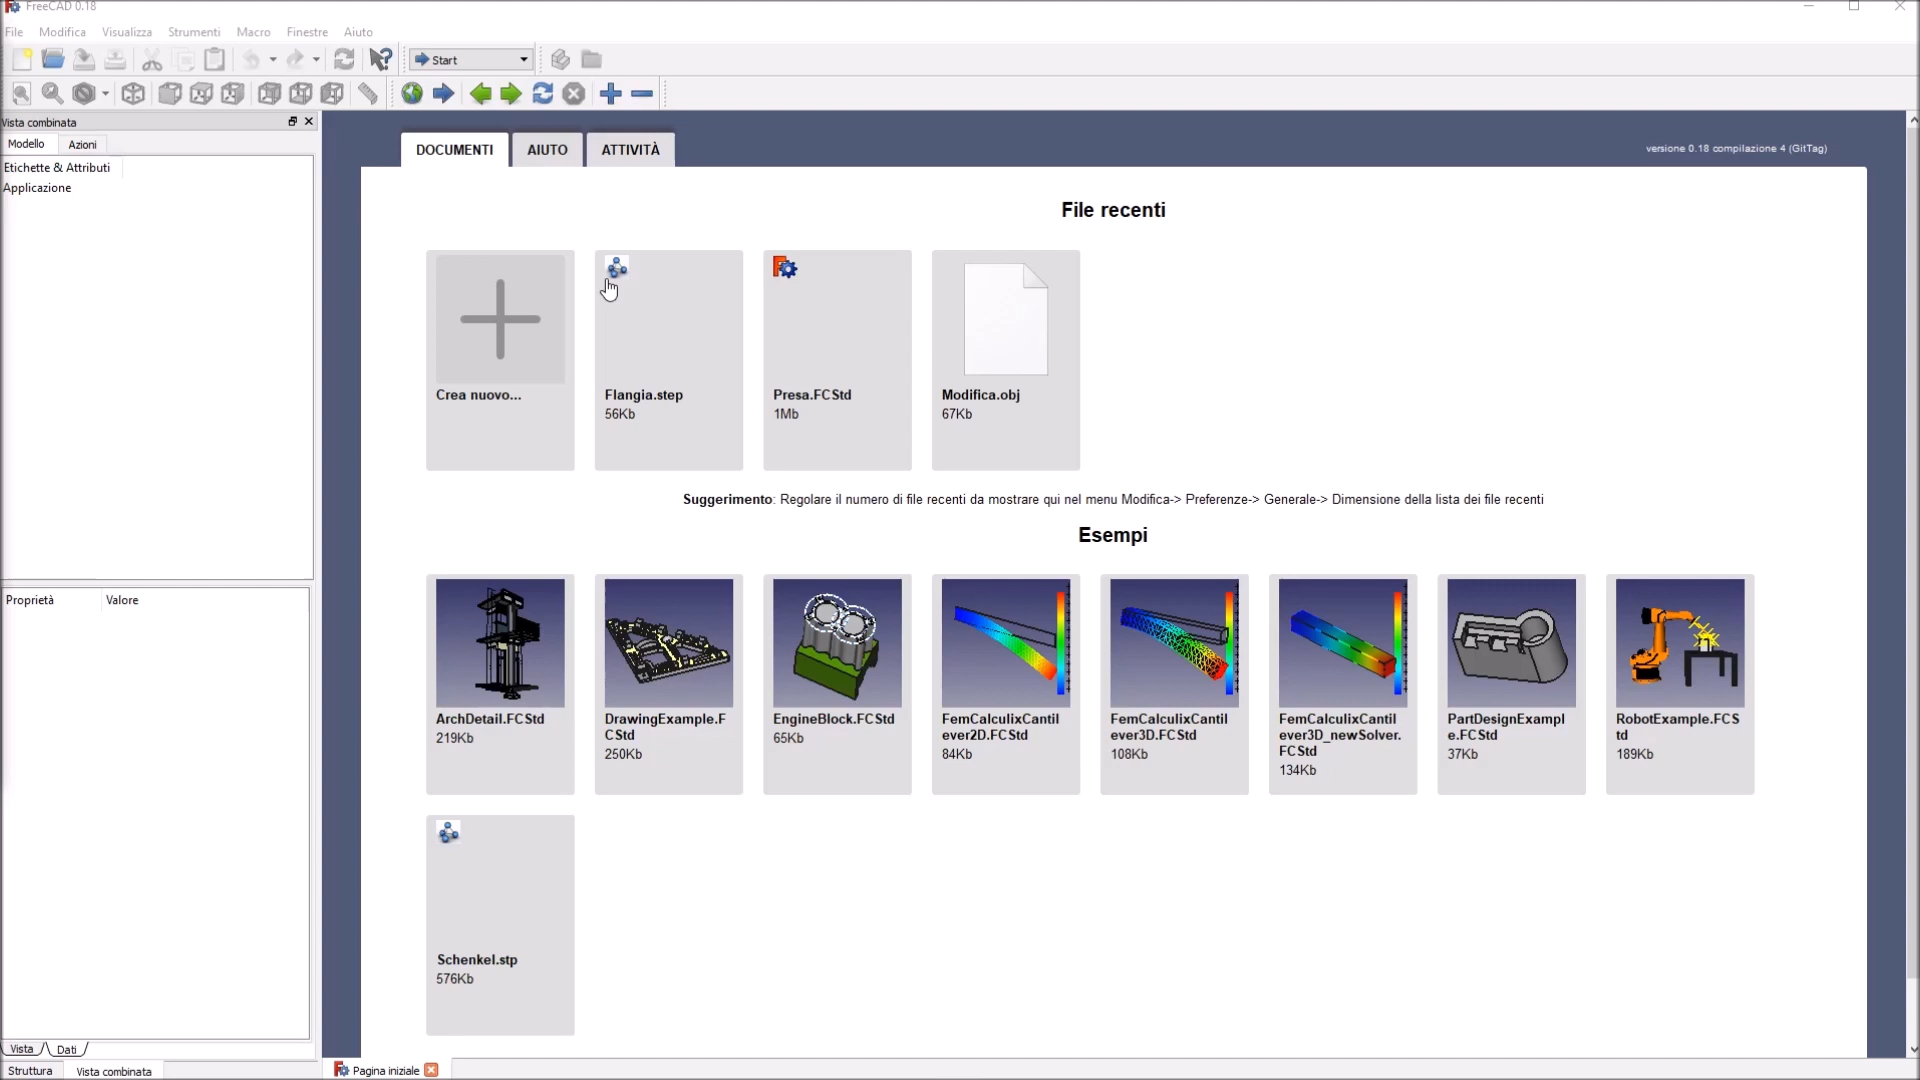 FreeCAD 0.18
File Modifica Visualizza Strumenti Macro Finestre Aiuto
Start
Vista combinata
Modello Azioni
Etichette & Attributi
Applicazione
Proprietà Valore
Vista Dati
Struttura Vista combinata
DOCUMENTI AIUTO ATTIVITÀ
versione 0.18 compilazione 4 (GitTag)
File recenti
Crea nuovo...
Flangia.step
56Kb
Presa.FCStd
1Mb
Modifica.obj
67Kb
Suggerimento: Regolare il numero di file recenti da mostrare qui nel menu Modifica-> Preferenze-> Generale-> Dimensione della lista dei file recenti
Esempi
ArchDetail.FCStd
219Kb
DrawingExample.F
CStd
250Kb
EngineBlock.FCStd
65Kb
FemCalculixCantil
ever2D.FCStd
84Kb
FemCalculixCantil
ever3D.FCStd
108Kb
FemCalculixCantil
ever3D_newSolver.
FCStd
134Kb
PartDesignExampl
e.FCStd
37Kb
RobotExample.FCS
td
189Kb
Schenkel.stp
576Kb
Pagina iniziale